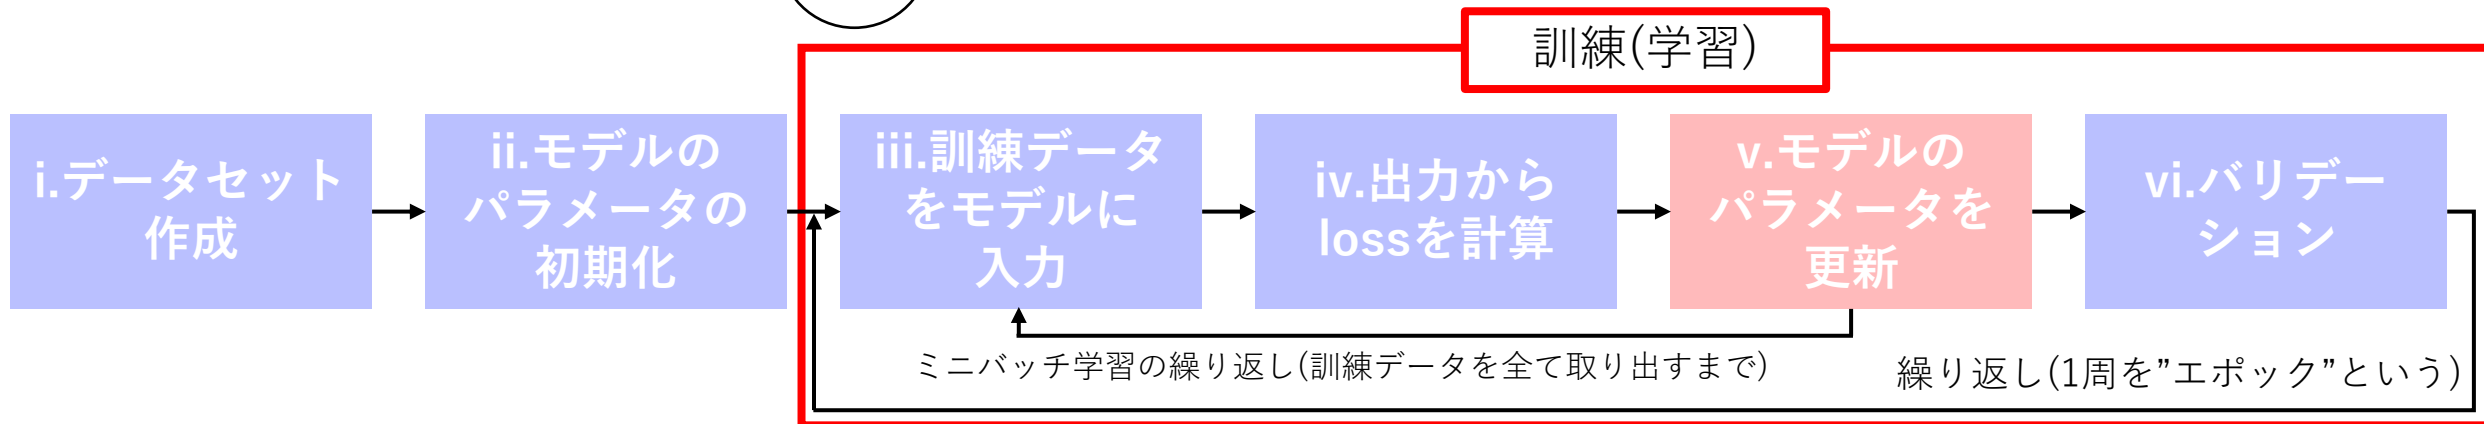 訓練(学習)
i.データセット
作成
ii.モデルの
パラメータの
初期化
iii.訓練データ
をモデルに
入力
iv.出力から
lossを計算
v.モデルの
パラメータを
更新
vi.バリデー
ション
ミニバッチ学習の繰り返し(訓練データを全て取り出すまで)
繰り返し(1周を”エポック”という)